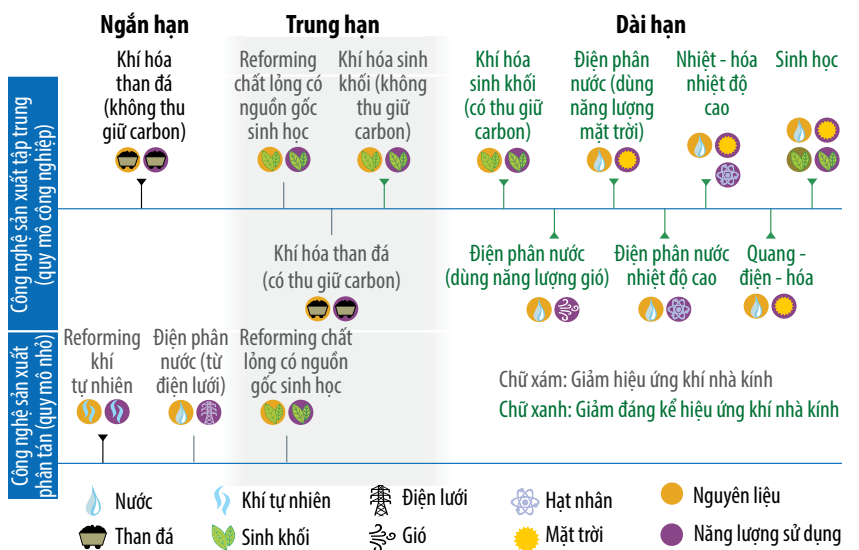 Ngắn hạn
Trung hạn
Dài hạn
Công nghệ sản xuất tập trung
(quy mô công nghiệp)
Khí hóa
than đá
(không thu
giữ carbon)
Reforming
chất lỏng có
nguồn gốc
sinh học
Khí hóa sinh
khối (không
thu giữ
carbon)
Khí hóa
sinh khối
(có thu giữ
carbon)
Điện phân
nước (dùng
năng lượng
mặt trời)
Nhiệt - hóa
nhiệt độ
cao
Sinh học
Khí hóa than đá
(có thu giữ carbon)
Điện phân nước
(dùng năng lượng gió)
Điện phân nước
nhiệt độ cao
Quang -
điện - hóa
Công nghệ sản xuất
phân tán (quy mô nhỏ)
Reforming
khí
tự nhiên
Điện phân
nước (từ
điện lưới)
Reforming chất
lỏng có nguồn
gốc sinh học
Chữ xám: Giảm hiệu ứng khí nhà kính
Chữ xanh: Giảm đáng kể hiệu ứng khí nhà kính
Nước
Khí tự nhiên
Điện lưới
Hạt nhân
Nguyên liệu
Than đá
Sinh khối
Gió
Mặt trời
Năng lượng sử dụng